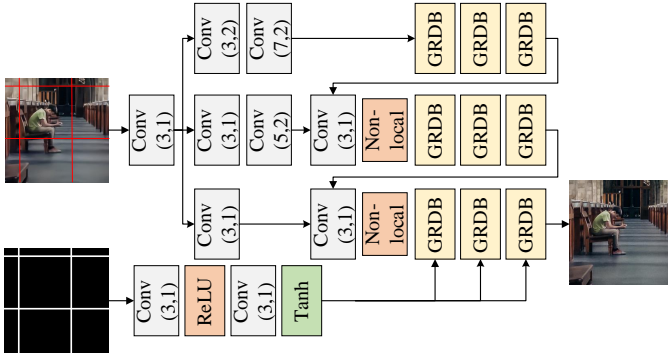 Conv
(3,2)
Conv
(7,2)
GRDB
GRDB
GRDB
Conv
(3,1)
Conv
(3,1)
Conv
(5,2)
Conv
(3,1)
Non-
local
GRDB
GRDB
GRDB
Conv
(3,1)
Conv
(3,1)
Non-
local
GRDB
GRDB
GRDB
Conv
(3,1)
ReLU
Conv
(3,1)
Tanh